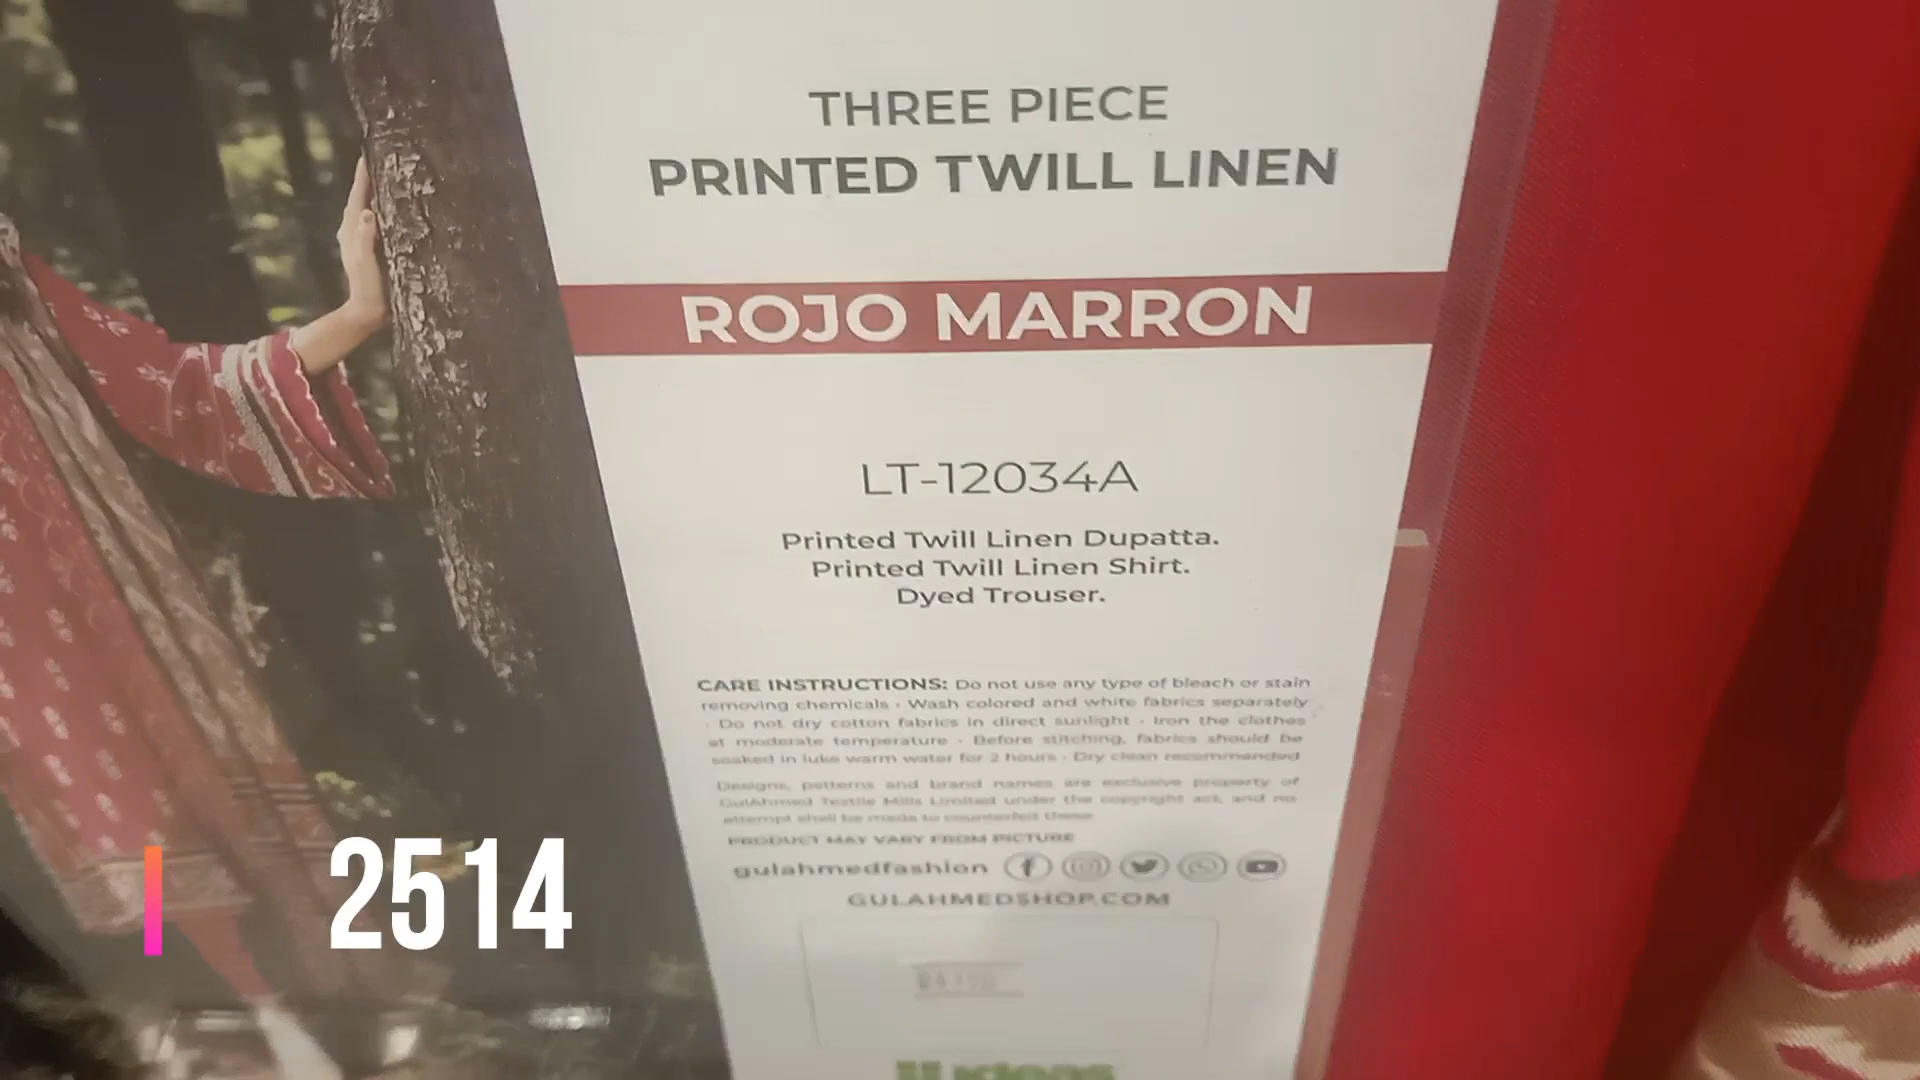 THREE PIECE
PRINTED TWILL LINEN
ROJO MARRON
LT-12034A
Printed Twill Linen Dupatta.
Printed Twill Linen Shirt.
Dyed Trouser.
CARE INSTRUCTIONS: Do not use any type of bleach or stain
removing chemicals · Wash colored and white fabrics separately
· Do not dry cotton fabrics in direct sunlight · Iron the clothes
at moderate temperature · Before stitching, fabrics should be
soaked in luke warm water for 2 hours · Dry clean recommended
Designs, patterns and brand names are exclusive property of
GulAhmed Textile Mills Limited under the copyright act, and no
attempt shall be made to counterfeit these
PRODUCT MAY VARY FROM PICTURE
gulahmedfashion
GULAHMEDSHOP.COM
2514
ideas